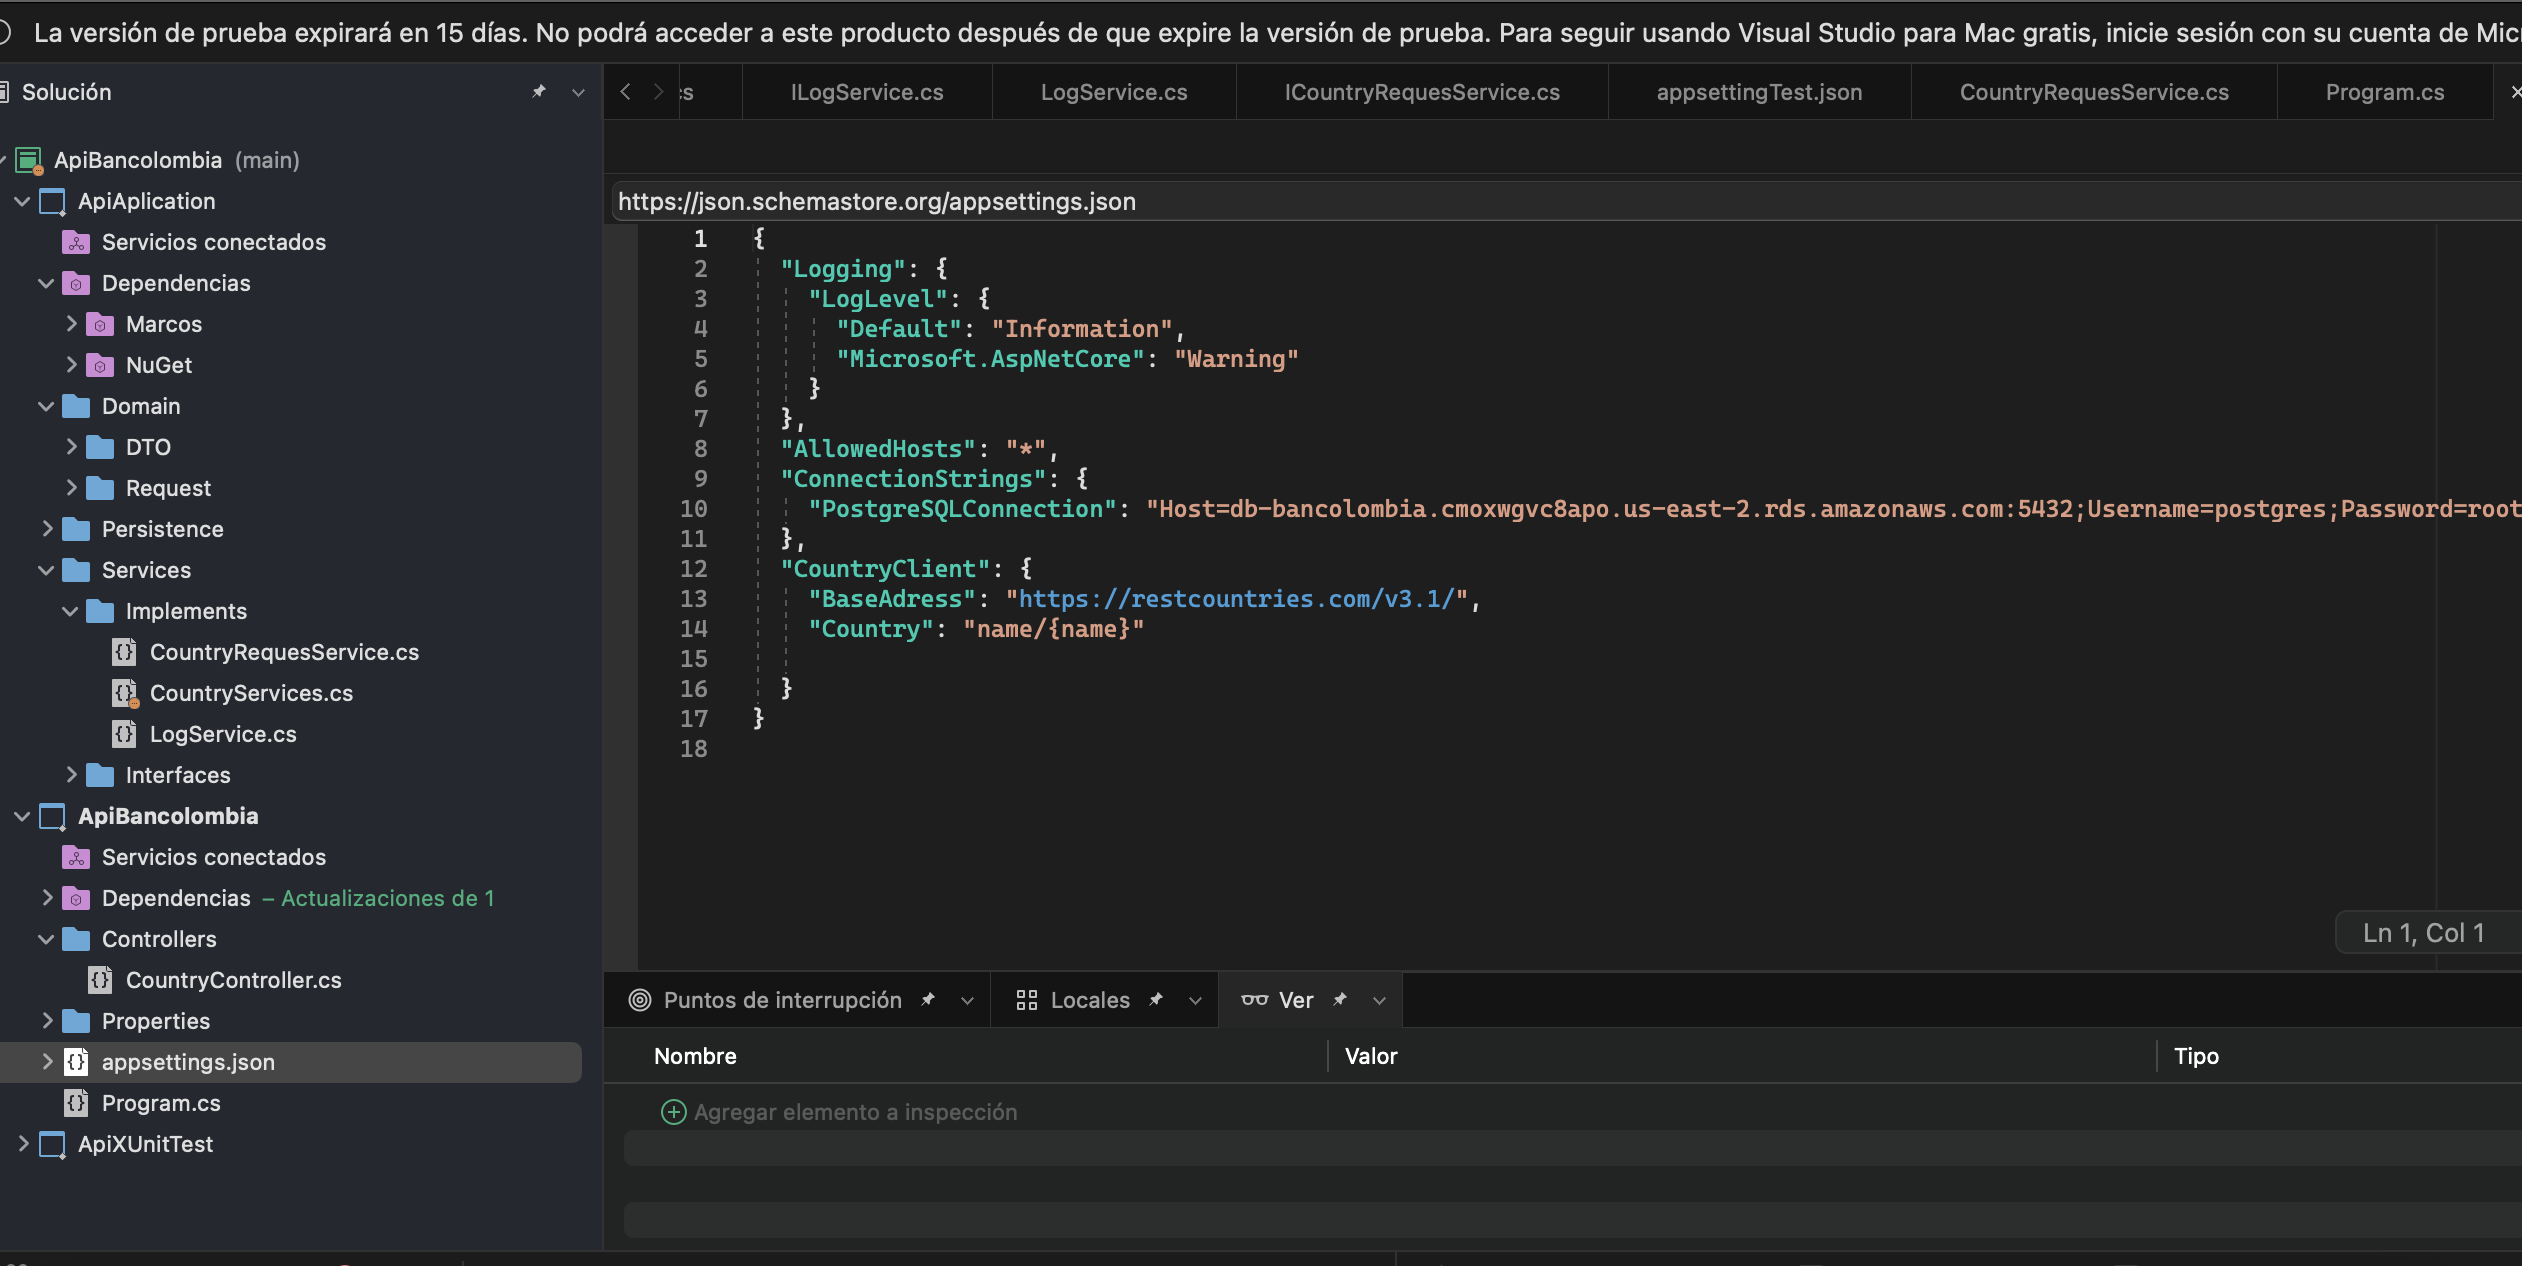 La versión de prueba expirará en 15 días. No podrá acceder a este producto después de que expire la versión de prueba. Para seguir usando Visual Studio para Mac gratis, inicie sesión con su cuenta de Mic
Solución
ILogService.cs
LogService.cs
ICountryRequesService.cs
appsettingTest.json
CountryRequesService.cs
Program.cs
ApiBancolombia (main)
ApiAplication
Servicios conectados
Dependencias
Marcos
NuGet
Domain
DTO
Request
Persistence
Services
Implements
CountryRequesService.cs
CountryServices.cs
LogService.cs
Interfaces
ApiBancolombia
Servicios conectados
Dependencias – Actualizaciones de 1
Controllers
CountryController.cs
Properties
appsettings.json
Program.cs
ApiXUnitTest
https://json.schemastore.org/appsettings.json
1 {
2 "Logging": {
3 "LogLevel": {
4 "Default": "Information",
5 "Microsoft.AspNetCore": "Warning"
6 }
7 },
8 "AllowedHosts": "*",
9 "ConnectionStrings": {
10 "PostgreSQLConnection": "Host=db-bancolombia.cmoxwgvc8apo.us-east-2.rds.amazonaws.com:5432;Username=postgres;Password=root
11 },
12 "CountryClient": {
13 "BaseAdress": "https://restcountries.com/v3.1/",
14 "Country": "name/{name}"
15
16 }
17 }
18
Ln 1, Col 1
Puntos de interrupción
Locales
Ver
Nombre
Valor
Tipo
Agregar elemento a inspección